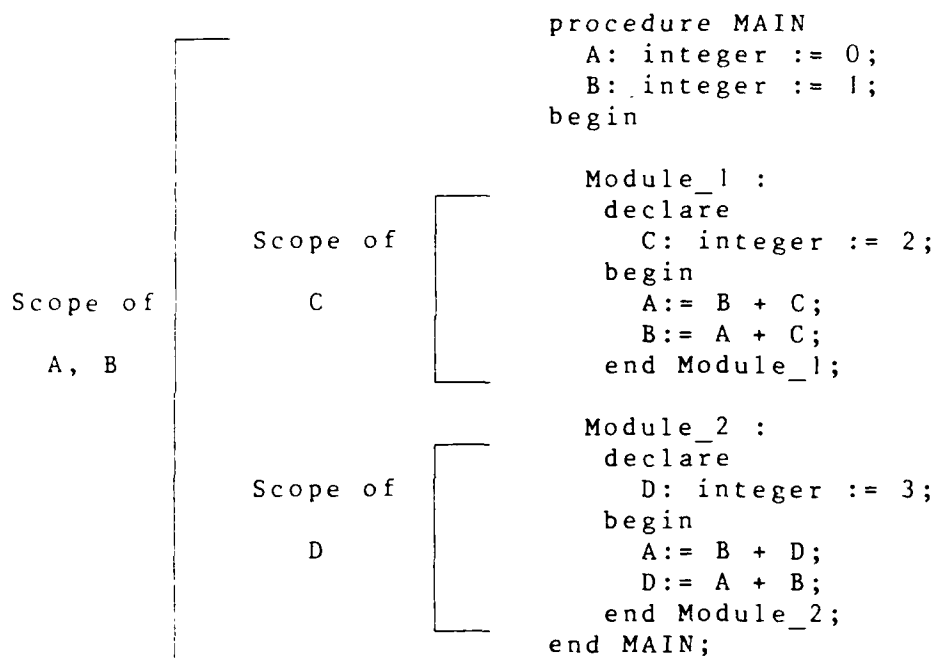 procedure MAIN
A: integer := 0;
B: integer := 1;
begin
Module_1 :
declare
Scope of
C: integer := 2;
begin
Scope of
C
A:= B + C;
B:= A + C;
A, B
end Module_1;
Module_2 :
declare
Scope of
D: integer := 3;
begin
D
A:= B + D;
D:= A + B;
end Module_2;
end MAIN;